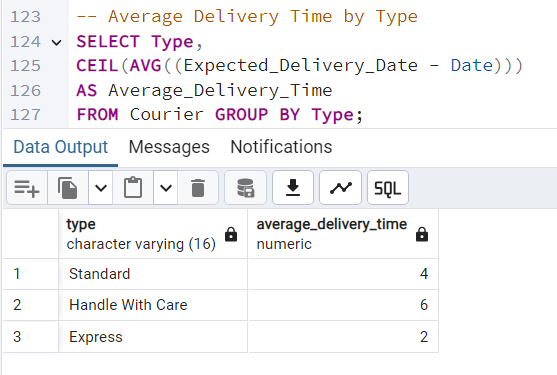 123 -- Average Delivery Time by Type
124 SELECT Type,
125 CEIL(AVG((Expected_Delivery_Date - Date)))
126 AS Average_Delivery_Time
127 FROM Courier GROUP BY Type;
Data Output Messages Notifications
SQL
type average_delivery_time
character varying (16) numeric
1 Standard 4
2 Handle With Care 6
3 Express 2